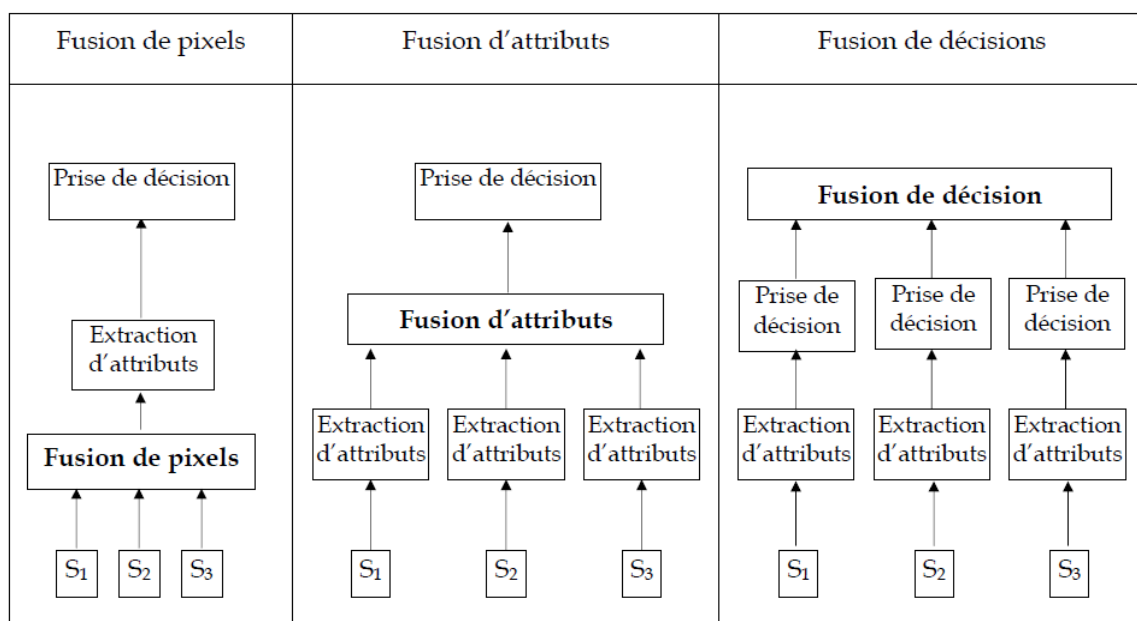 Fusion de pixels
Fusion d'attributs
Fusion de décisions
Prise de décision
Extraction
d'attributs
Fusion de pixels
S₁
S₂
S₃
Prise de décision
Fusion d'attributs
Extraction
d'attributs
Extraction
d'attributs
Extraction
d'attributs
S₁
S₂
S₃
Fusion de décision
Prise de
décision
Prise de
décision
Prise de
décision
Extraction
d'attributs
Extraction
d'attributs
Extraction
d'attributs
S₁
S₂
S₃